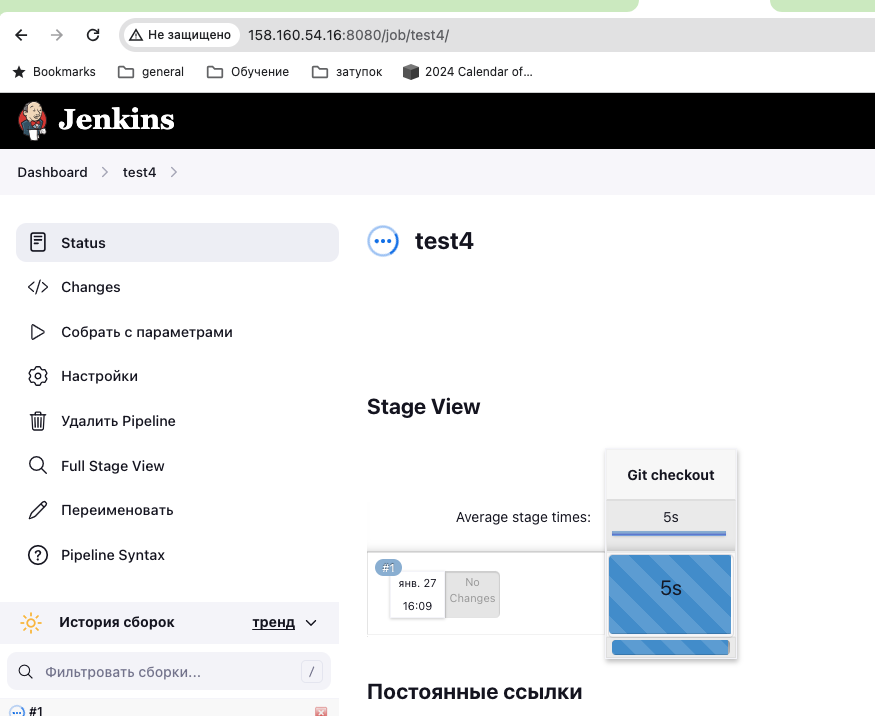 Не защищено 158.160.54.16:8080/job/test4/
Bookmarks general Обучение затупок 2024 Calendar of...
Jenkins
Dashboard test4
Status
Changes
Собрать с параметрами
Настройки
Удалить Pipeline
Full Stage View
Переименовать
Pipeline Syntax
История сборок тренд
Фильтровать сборки... /
#1
test4
Stage View
Git checkout
Average stage times: 5s
#1
янв. 27
16:09
No
Changes
5s
Постоянные ссылки